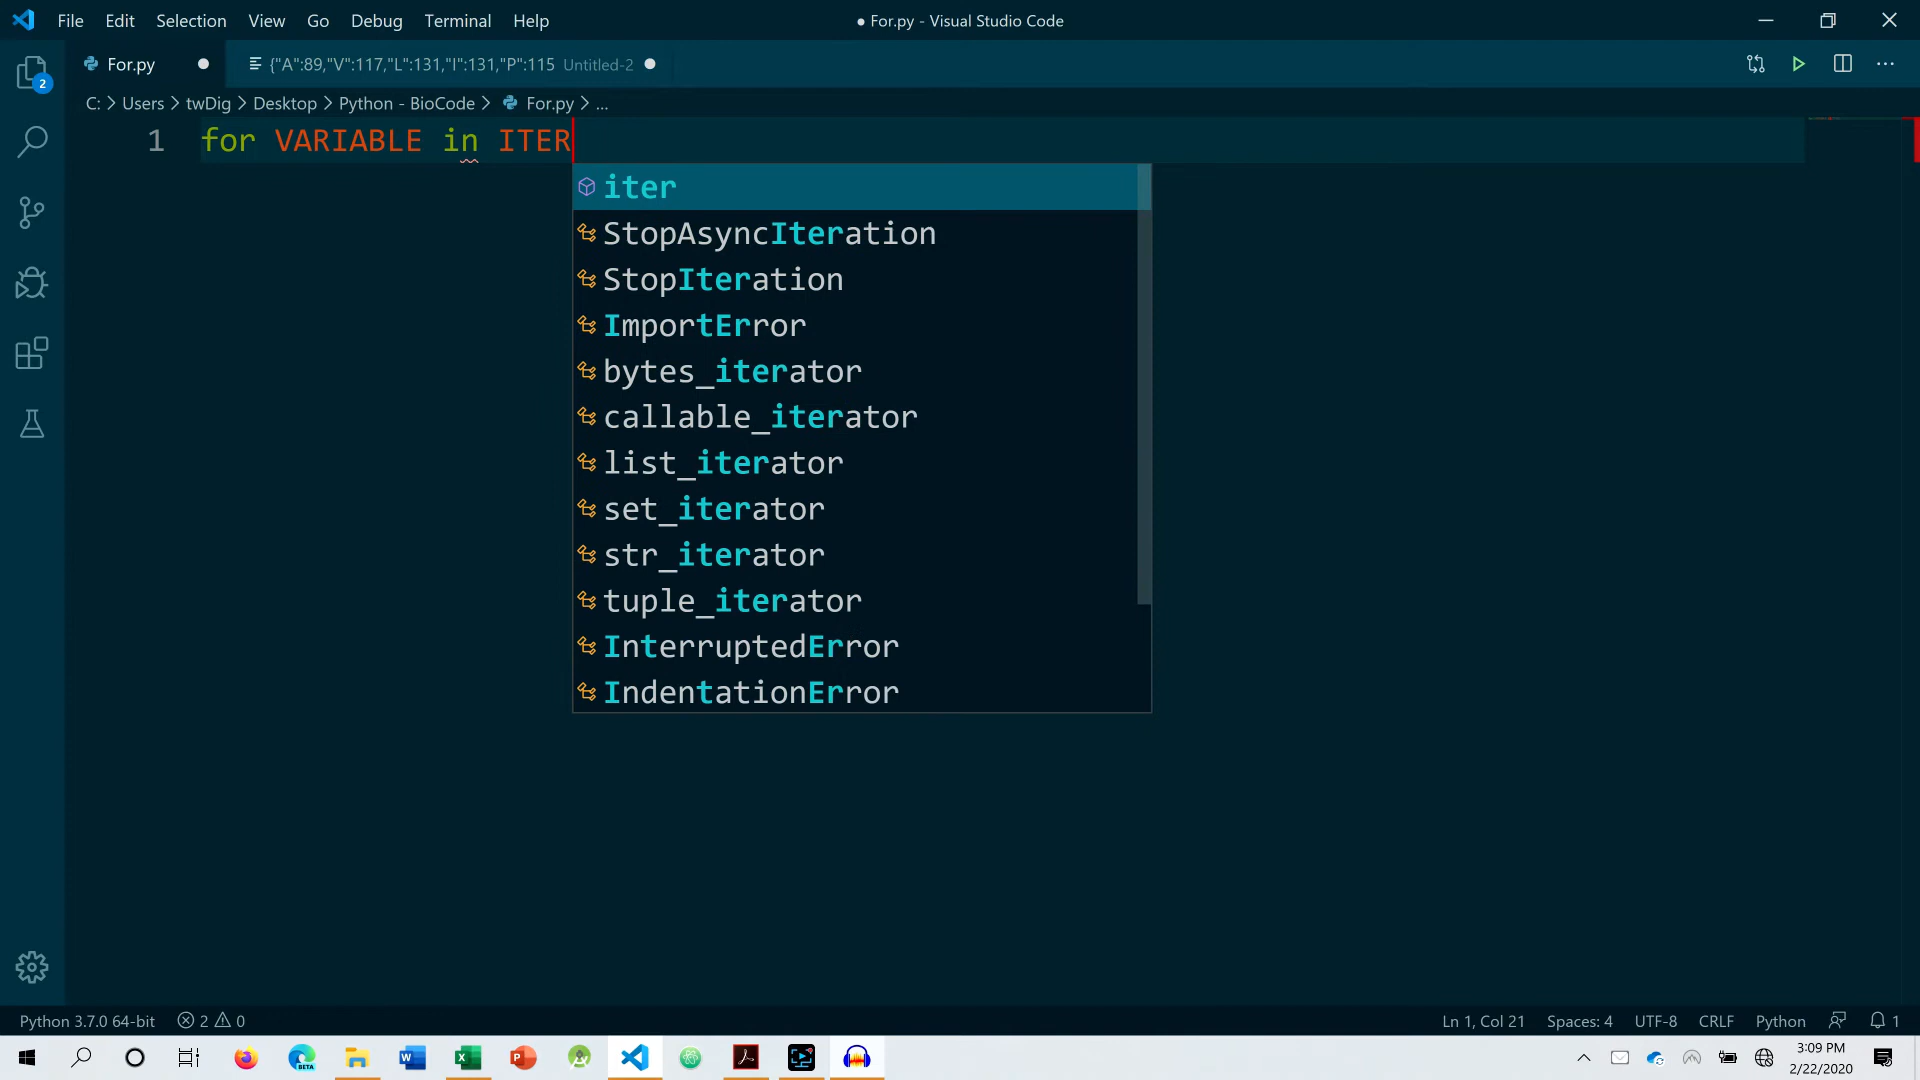 File Edit Selection View Go Debug Terminal Help
● For.py - Visual Studio Code
2
For.py ●
{"A":89,"V":117,"L":131,"I":131,"P":115 Untitled-2 ●
C: > Users > twDig > Desktop > Python - BioCode > For.py > ...
1 for VARIABLE in ITER
iter
StopAsyncIteration
StopIteration
ImportError
bytes_iterator
callable_iterator
list_iterator
set_iterator
str_iterator
tuple_iterator
InterruptedError
IndentationError
Python 3.7.0 64-bit 2 0
Ln 1, Col 21 Spaces: 4 UTF-8 CRLF Python 1
BETA
3:09 PM
2/22/2020